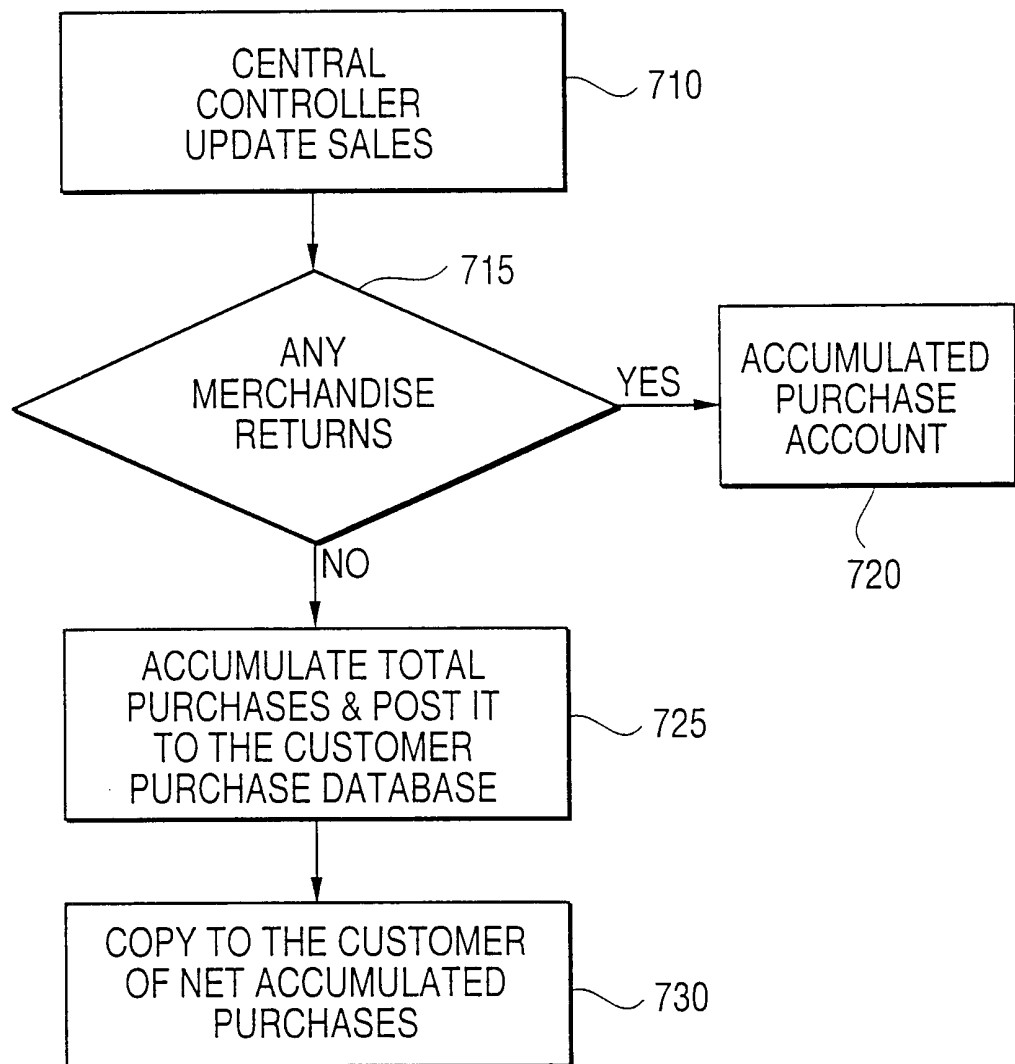 CENTRAL
CONTROLLER
UPDATE SALES
710
715
ANY
MERCHANDISE
RETURNS
YES
ACCUMULATED
PURCHASE
ACCOUNT
720
NO
ACCUMULATE TOTAL
PURCHASES & POST IT
TO THE CUSTOMER
PURCHASE DATABASE
725
COPY TO THE CUSTOMER
OF NET ACCUMULATED
PURCHASES
730